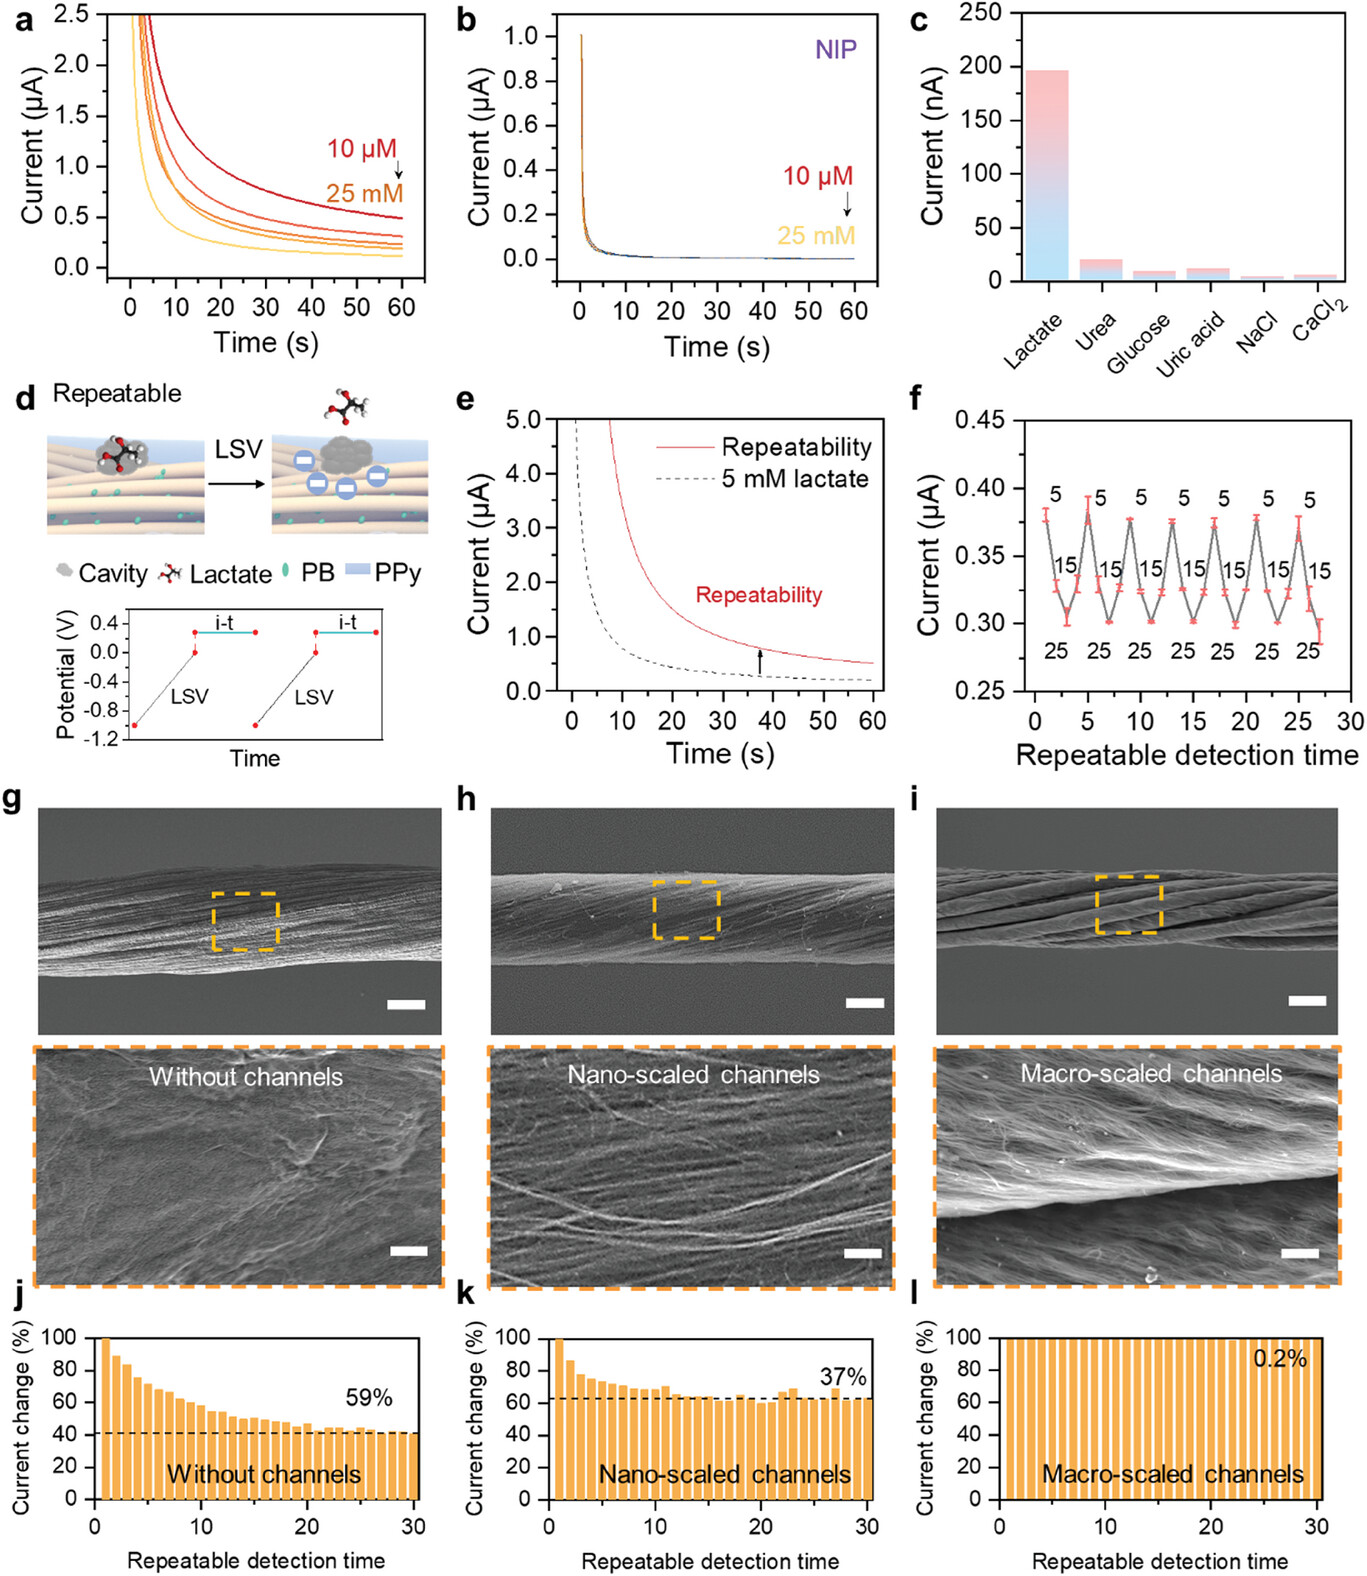 a
2.5
2.0
1.5
1.0
0.5
0.0
Current (µA)
10 µM
25 mM
0 10 20 30 40 50 60
Time (s)
b
1.0
0.8
0.6
0.4
0.2
0.0
Current (µA)
NIP
10 µM
25 mM
0 10 20 30 40 50 60
Time (s)
c
250
200
150
100
50
0
Current (nA)
Lactate
Urea
Glucose
Uric acid
NaCl
CaCl₂
d
Repeatable
LSV
Cavity Lactate PB PPy
0.4
0.0
-0.4
-0.8
-1.2
Potential (V)
i-t i-t
LSV LSV
Time
e
5.0
4.0
3.0
2.0
1.0
0.0
Current (µA)
Repeatability
5 mM lactate
Repeatability
0 10 20 30 40 50 60
Time (s)
f
0.45
0.40
0.35
0.30
0.25
Current (µA)
5 5 5 5 5 5 5
15 15 15 15 15 15 15
25 25 25 25 25 25 25
0 5 10 15 20 25 30
Repeatable detection time
g
h
i
Without channels
Nano-scaled channels
Macro-scaled channels
j
100
80
60
40
20
0
Current change (%)
59%
Without channels
0 10 20 30
Repeatable detection time
k
100
80
60
40
20
0
Current change (%)
37%
Nano-scaled channels
0 10 20 30
Repeatable detection time
l
100
80
60
40
20
0
Current change (%)
0.2%
Macro-scaled channels
0 10 20 30
Repeatable detection time